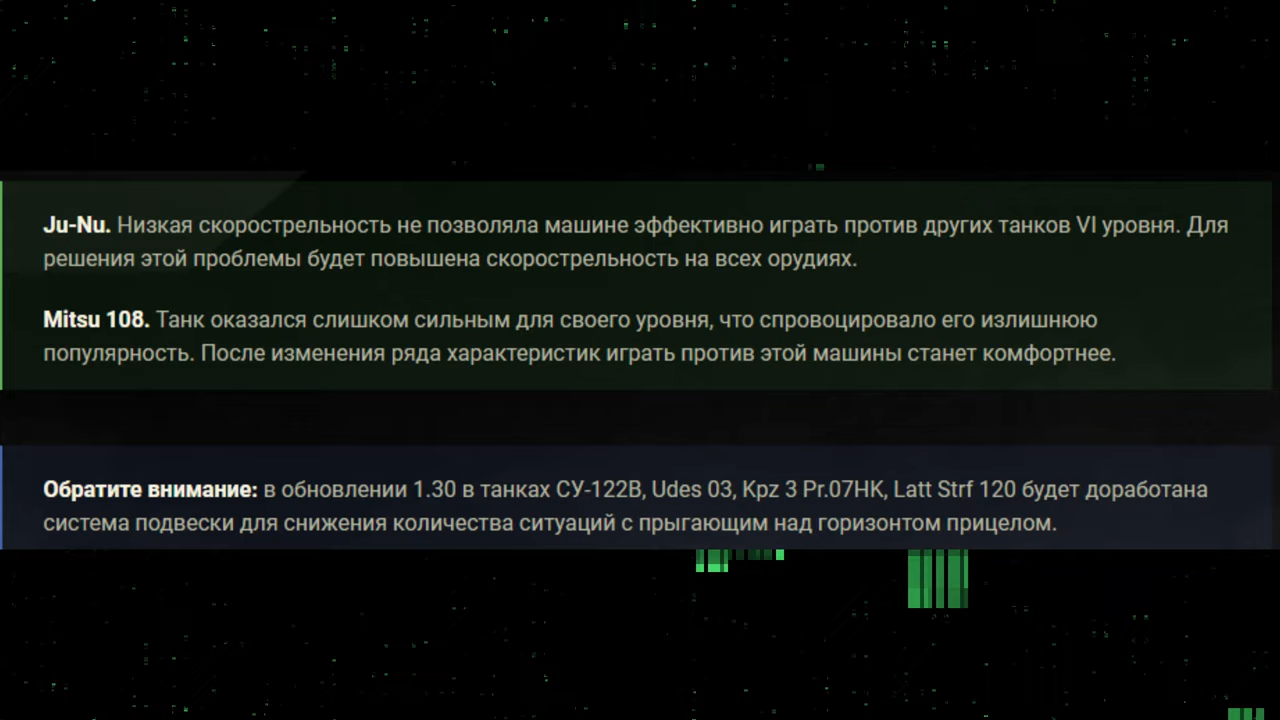 Ju-Nu. Низкая скорострельность не позволяла машине эффективно играть против других танков VI уровня. Для
решения этой проблемы будет повышена скорострельность на всех орудиях.
Mitsu 108. Танк оказался слишком сильным для своего уровня, что спровоцировало его излишнюю
популярность. После изменения ряда характеристик играть против этой машины станет комфортнее.
Обратите внимание: в обновлении 1.30 в танках СУ-122В, Udes 03, Kpz 3 Pr.07HK, Latt Strf 120 будет доработана
система подвески для снижения количества ситуаций с прыгающим над горизонтом прицелом.